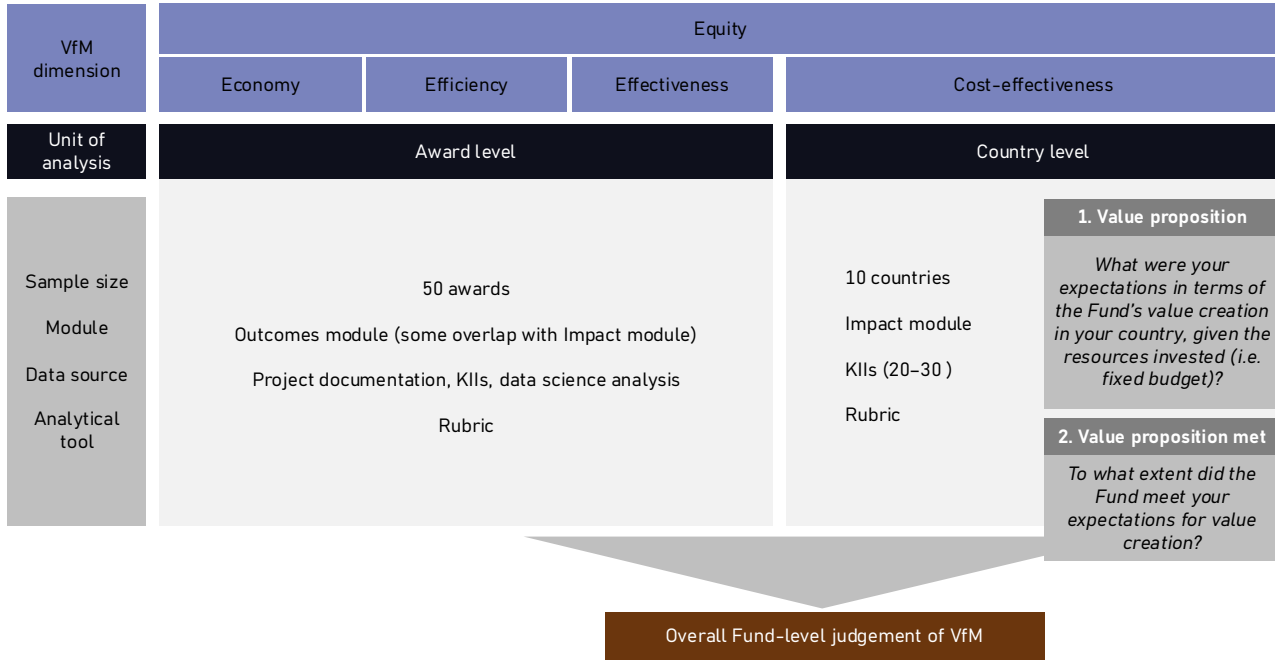 VfM
dimension
Equity
Economy
Efficiency
Effectiveness
Cost-effectiveness
Unit of
analysis
Award level
Country level
Sample size
Module
Data source
Analytical
tool
50 awards
Outcomes module (some overlap with Impact module)
Project documentation, KIIs, data science analysis
Rubric
10 countries
Impact module
KIIs (20–30 )
Rubric
1. Value proposition
What were your
expectations in terms of
the Fund's value creation
in your country, given the
resources invested (i.e.
fixed budget)?
2. Value proposition met
To what extent did the
Fund meet your
expectations for value
creation?
Overall Fund-level judgement of VfM